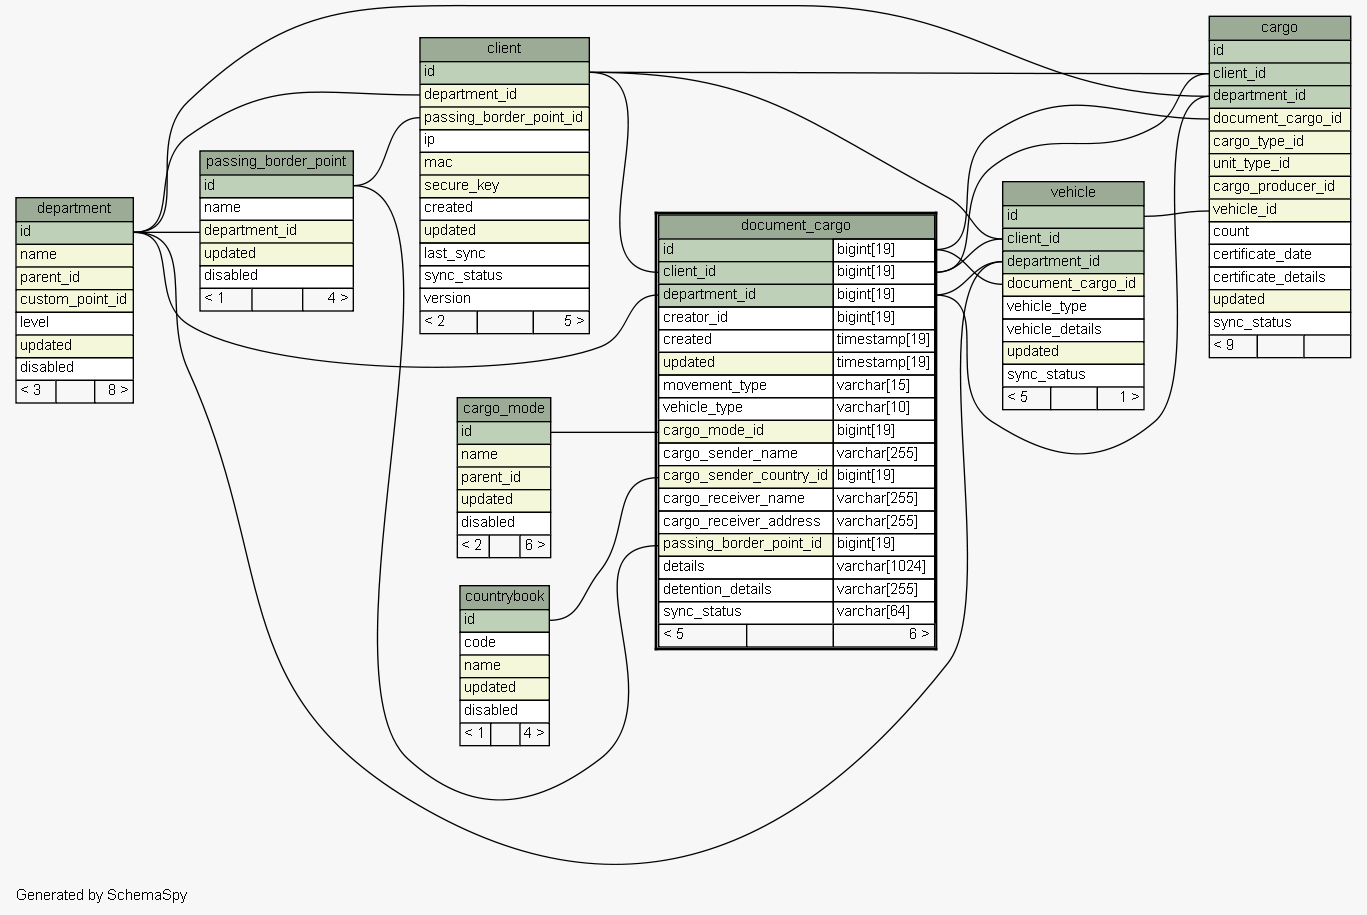 department
id
name
parent_id
custom_point_id
level
updated
disabled
< 3 8 >
passing_border_point
id
name
department_id
updated
disabled
< 1 4 >
client
id
department_id
passing_border_point_id
ip
mac
secure_key
created
updated
last_sync
sync_status
version
< 2 5 >
cargo_mode
id
name
parent_id
updated
disabled
< 2 6 >
countrybook
id
code
name
updated
disabled
< 1 4 >
document_cargo
id bigint[19]
client_id bigint[19]
department_id bigint[19]
creator_id bigint[19]
created timestamp[19]
updated timestamp[19]
movement_type varchar[15]
vehicle_type varchar[10]
cargo_mode_id bigint[19]
cargo_sender_name varchar[255]
cargo_sender_country_id bigint[19]
cargo_receiver_name varchar[255]
cargo_receiver_address varchar[255]
passing_border_point_id bigint[19]
details varchar[1024]
detention_details varchar[255]
sync_status varchar[64]
< 5 6 >
vehicle
id
client_id
department_id
document_cargo_id
vehicle_type
vehicle_details
updated
sync_status
< 5 1 >
cargo
id
client_id
department_id
document_cargo_id
cargo_type_id
unit_type_id
cargo_producer_id
vehicle_id
count
certificate_date
certificate_details
updated
sync_status
< 9
Generated by SchemaSpy